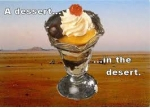 A dessert...
...in the
desert.